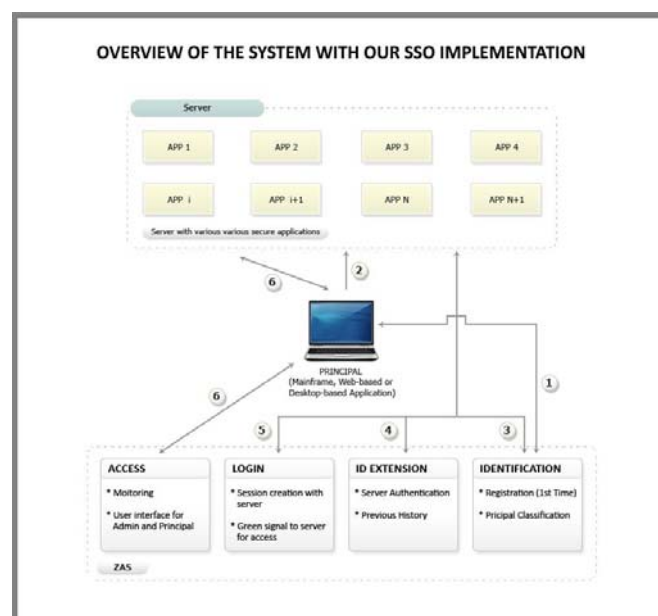 OVERVIEW OF THE SYSTEM WITH OUR SSO IMPLEMENTATION
Server
APP 1
APP 2
APP 3
APP 4
APP i
APP i+1
APP N
APP N+1
Server with various various secure applications
6
2
PRINCIPAL
(Mainframe, Web-based or
Desktop-based Application)
1
6
5
4
3
ACCESS
* Moitoring
* User interface for
Admin and Principal
LOGIN
* Session creation with
server
* Green signal to server
for access
ID EXTENSION
* Server Authentication
* Previous History
IDENTIFICATION
* Registration (1st Time)
* Pricipal Classification
ZAS